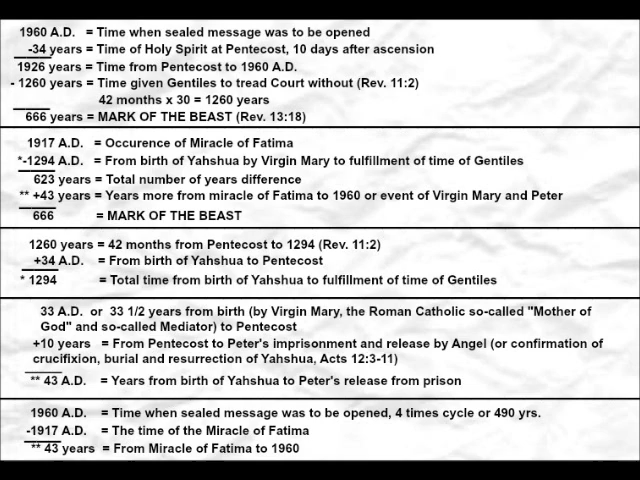 1960 A.D. = Time when sealed message was to be opened
-34 years = Time of Holy Spirit at Pentecost, 10 days after ascension
1926 years = Time from Pentecost to 1960 A.D.
- 1260 years = Time given Gentiles to tread Court without (Rev. 11:2)
42 months x 30 = 1260 years
666 years = MARK OF THE BEAST (Rev. 13:18)
1917 A.D. = Occurence of Miracle of Fatima
*-1294 A.D. = From birth of Yahshua by Virgin Mary to fulfillment of time of Gentiles
623 years = Total number of years difference
** +43 years = Years more from miracle of Fatima to 1960 or event of Virgin Mary and Peter
666 = MARK OF THE BEAST
1260 years = 42 months from Pentecost to 1294 (Rev. 11:2)
+34 A.D. = From birth of Yahshua to Pentecost
* 1294 = Total time from birth of Yahshua to fulfillment of time of Gentiles
33 A.D. or 33 1/2 years from birth (by Virgin Mary, the Roman Catholic so-called "Mother of
God" and so-called Mediator) to Pentecost
+10 years = From Pentecost to Peter's imprisonment and release by Angel (or confirmation of
crucifixion, burial and resurrection of Yahshua, Acts 12:3-11)
** 43 A.D. = Years from birth of Yahshua to Peter's release from prison
1960 A.D. = Time when sealed message was to be opened, 4 times cycle or 490 yrs.
-1917 A.D. = The time of the Miracle of Fatima
** 43 years = From Miracle of Fatima to 1960